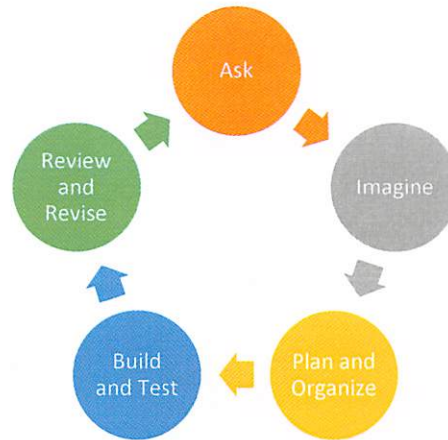 Ask
Imagine
Plan and
Organize
Build
and Test
Review
and
Revise